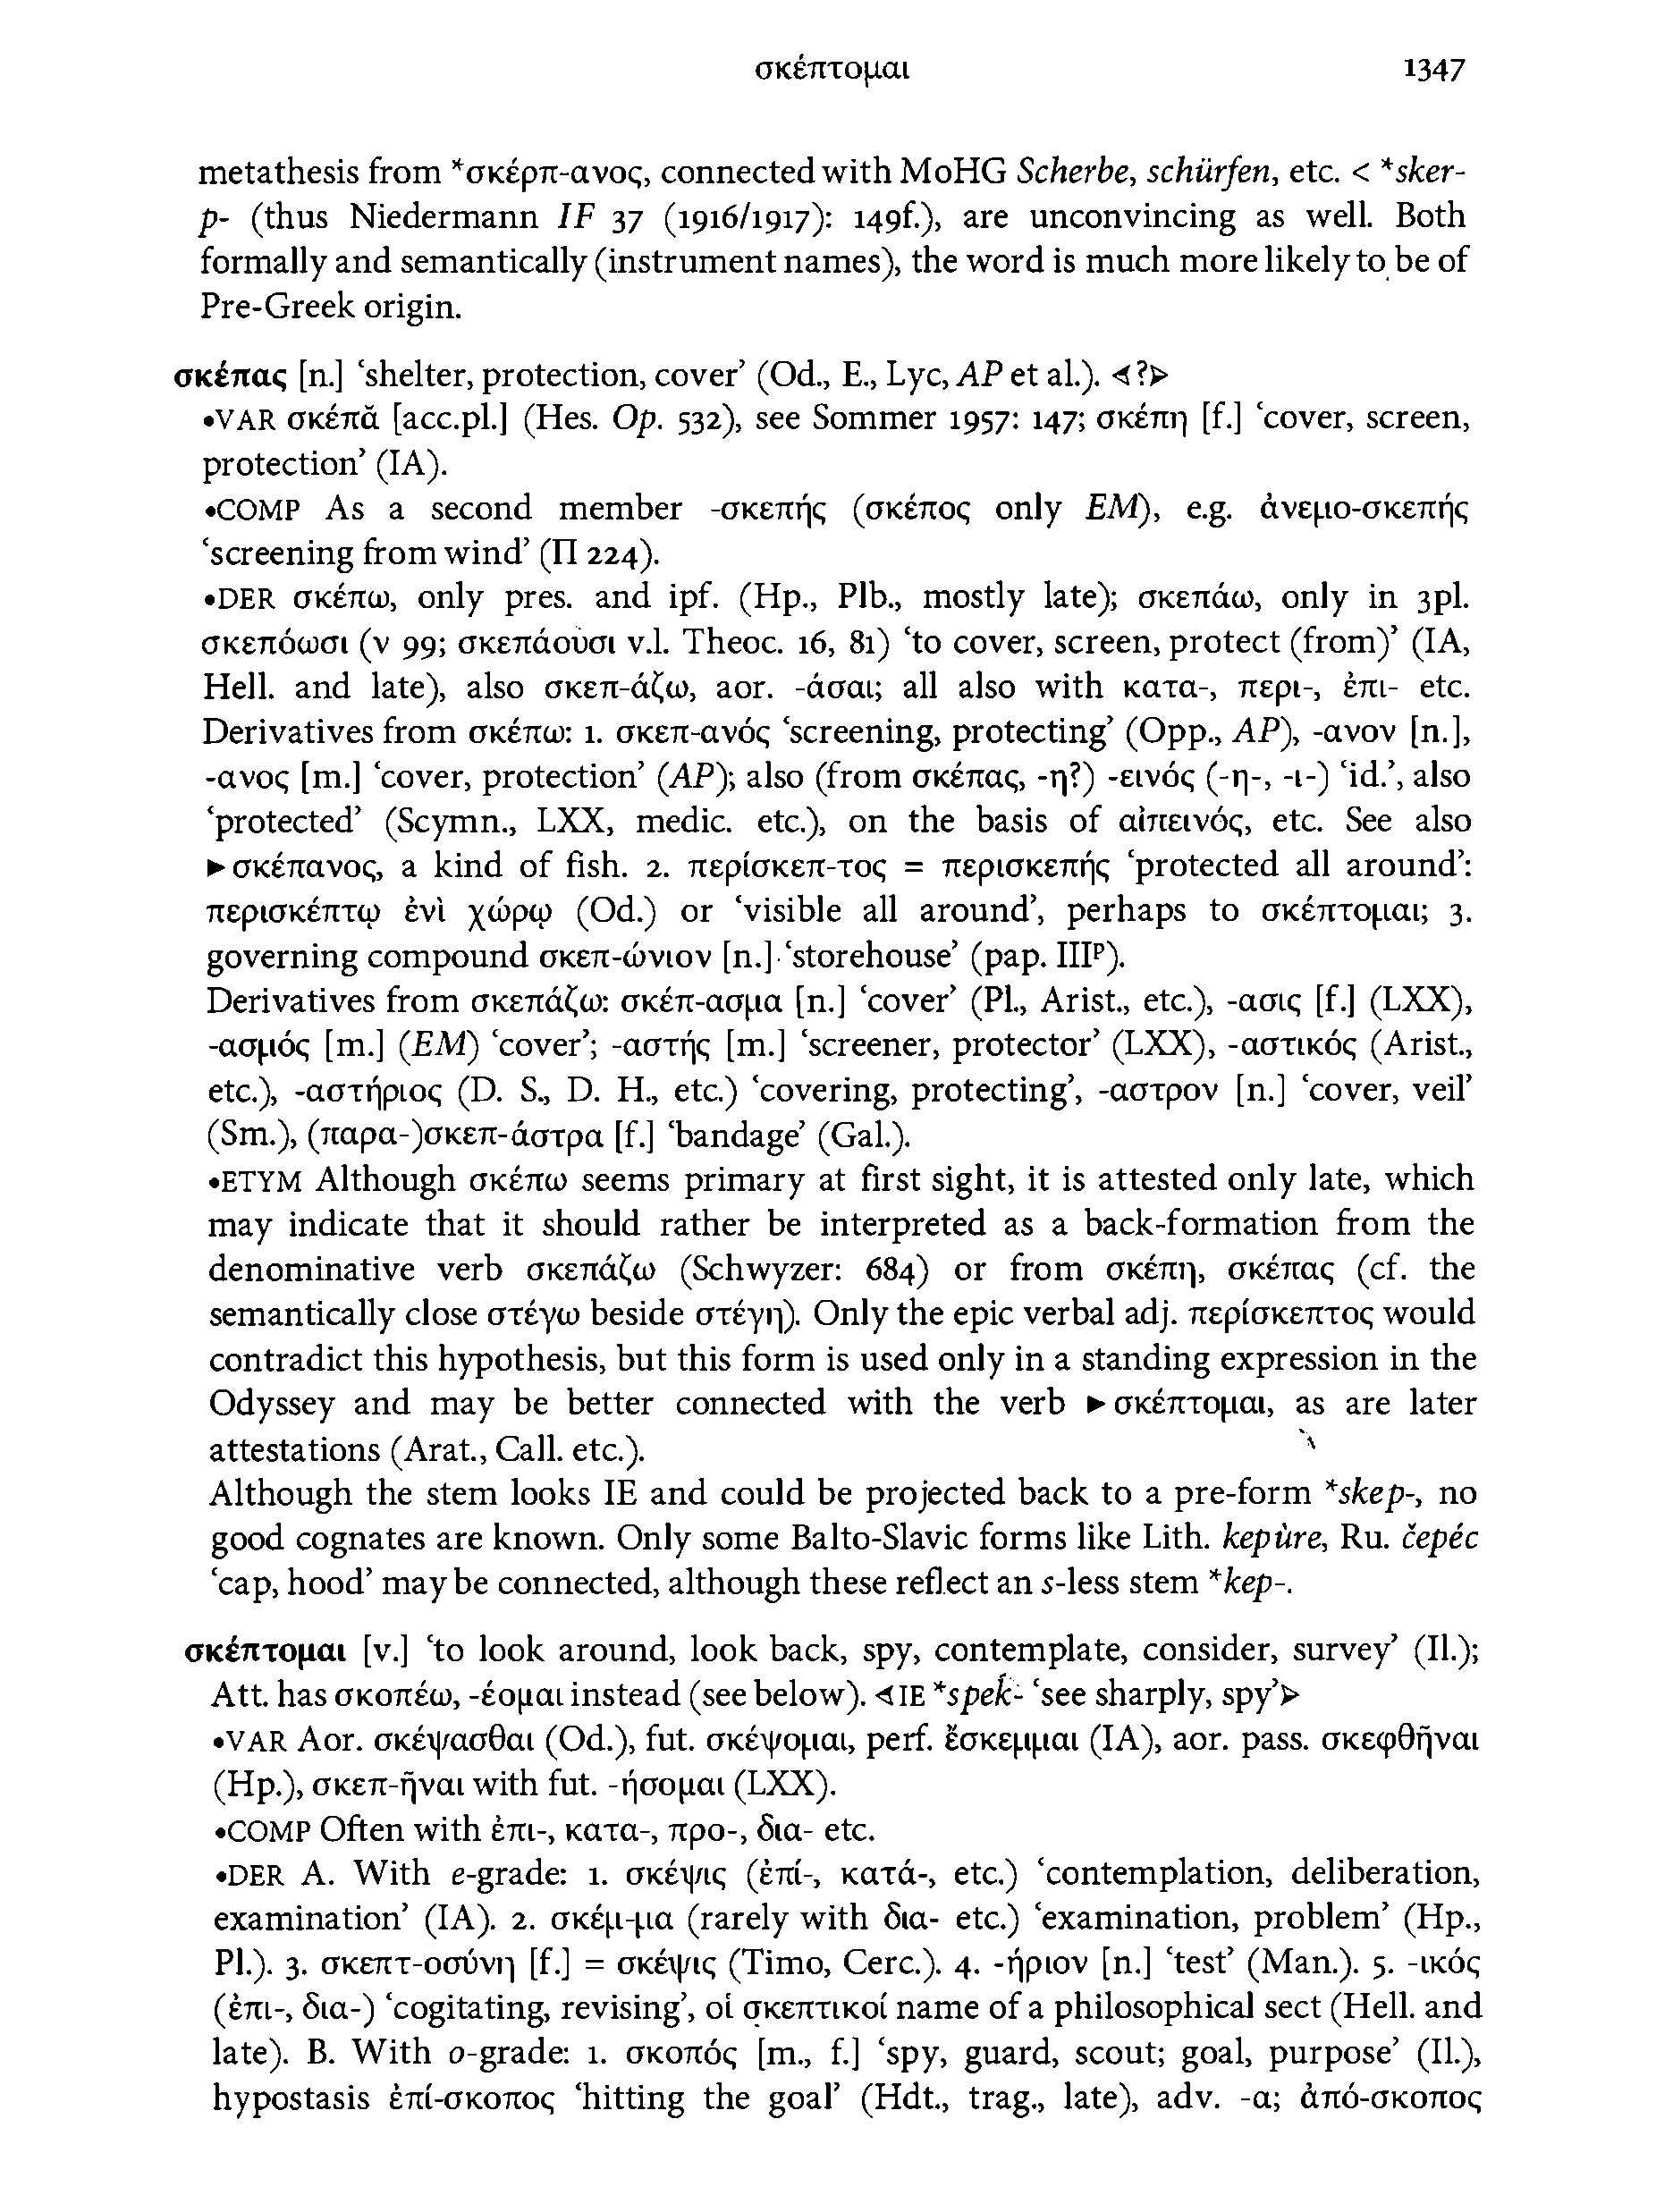 σκέπτομαι 1347
metathesis from *σκέρπ-ανος, connected with MoHG Scherbe, schürfen, etc. < *sker-
p- (thus Niedermann IF 37 (1916/1917): 149f.), are unconvincing as well. Both
formally and semantically (instrument names), the word is much more likely to be of
Pre-Greek origin.
σκέπας [n.] ‘shelter, protection, cover’ (Od., E., Lyc, AP et al.). ⊲?⊳
•VAR σκέπᾰ [acc.pl.] (Hes. Op. 532), see Sommer 1957: 147; σκέπη [f.] ‘cover, screen,
protection’ (IA).
•COMP As a second member -σκεπής (σκέπος only EM), e.g. ἀνεμο-σκεπής
‘screening from wind’ (Π 224).
•DER σκέπω, only pres. and ipf. (Hp., Plb., mostly late); σκεπάω, only in 3pl.
σκεπόωσι (ν 99; σκεπάουσι v.l. Theoc. 16, 81) ‘to cover, screen, protect (from)’ (IA,
Hell. and late), also σκεπ-άζω, aor. -άσαι; all also with κατα-, περι-, ἐπι- etc.
Derivatives from σκέπω: 1. σκεπ-ανός ‘screening, protecting’ (Opp., AP), -ανον [n.],
-ανος [m.] ‘cover, protection’ (AP); also (from σκέπας, -η?) -εινός (-η-, -ι-) ‘id.’, also
‘protected’ (Scymn., LXX, medic. etc.), on the basis of αἰπεινός, etc. See also
►σκέπανος, a kind of fish. 2. περίσκεπ-τος = περισκεπής ‘protected all around’:
περισκέπτῳ ἐνὶ χώρῳ (Od.) or ‘visible all around’, perhaps to σκέπτομαι; 3.
governing compound σκεπ-ώνιον [n.] ‘storehouse’ (pap. IIIᵖ).
Derivatives from σκεπάζω: σκέπ-ασμα [n.] ‘cover’ (Pl., Arist., etc.), -ασις [f.] (LXX),
-ασμός [m.] (EM) ‘cover’; -αστής [m.] ‘screener, protector’ (LXX), -αστικός (Arist.,
etc.), -αστήριος (D. S., D. H., etc.) ‘covering, protecting’, -αστρον [n.] ‘cover, veil’
(Sm.), (παρα-)σκεπ-άστρα [f.] ‘bandage’ (Gal.).
•ETYM Although σκέπω seems primary at first sight, it is attested only late, which
may indicate that it should rather be interpreted as a back-formation from the
denominative verb σκεπάζω (Schwyzer: 684) or from σκέπη, σκέπας (cf. the
semantically close στέγω beside στέγη). Only the epic verbal adj. περίσκεπτος would
contradict this hypothesis, but this form is used only in a standing expression in the
Odyssey and may be better connected with the verb ►σκέπτομαι, as are later
attestations (Arat., Call. etc.).
Although the stem looks IE and could be projected back to a pre-form *skep-, no
good cognates are known. Only some Balto-Slavic forms like Lith. kepùre, Ru. čepéc
‘cap, hood’ may be connected, although these reflect an s-less stem *kep-.
σκέπτομαι [v.] ‘to look around, look back, spy, contemplate, consider, survey’ (Il.);
Att. has σκοπέω, -έομαι instead (see below). ⊲IE *speḱ- ‘see sharply, spy’⊳
•VAR Aor. σκέψασθαι (Od.), fut. σκέψομαι, perf. ἔσκεμμαι (IA), aor. pass. σκεφθῆναι
(Hp.), σκεπ-ῆναι with fut. -ήσομαι (LXX).
•COMP Often with ἐπι-, κατα-, προ-, δια- etc.
•DER A. With e-grade: 1. σκέψις (ἐπί-, κατά-, etc.) ‘contemplation, deliberation,
examination’ (IA). 2. σκέμ-μα (rarely with δια- etc.) ‘examination, problem’ (Hp.,
Pl.). 3. σκεπτ-οσύνη [f.] = σκέψις (Timo, Cerc.). 4. -ήριον [n.] ‘test’ (Man.). 5. -ικός
(ἐπι-, δια-) ‘cogitating, revising’, οἱ σκεπτικοί name of a philosophical sect (Hell. and
late). B. With o-grade: 1. σκοπός [m., f.] ‘spy, guard, scout; goal, purpose’ (Il.),
hypostasis ἐπί-σκοπος ‘hitting the goal’ (Hdt., trag., late), adv. -α; ἀπό-σκοπος